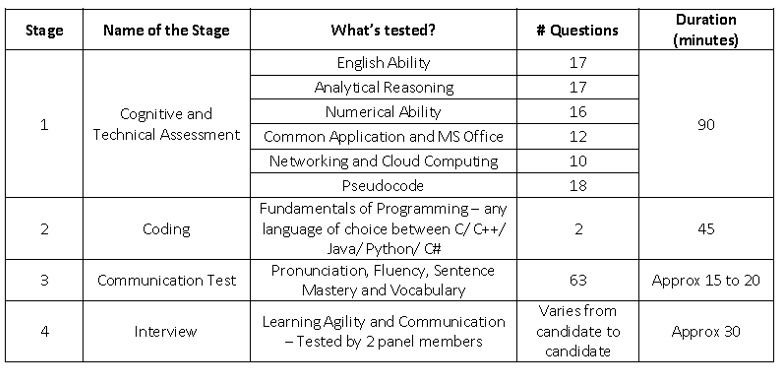 Stage Name of the Stage What's tested? # Questions Duration (minutes)
1 Cognitive and Technical Assessment English Ability 17 90
Analytical Reasoning 17
Numerical Ability 16
Common Application and MS Office 12
Networking and Cloud Computing 10
Pseudocode 18
2 Coding Fundamentals of Programming – any language of choice between C/ C++/ Java/ Python/ C# 2 45
3 Communication Test Pronunciation, Fluency, Sentence Mastery and Vocabulary 63 Approx 15 to 20
4 Interview Learning Agility and Communication – Tested by 2 panel members Varies from candidate to candidate Approx 30